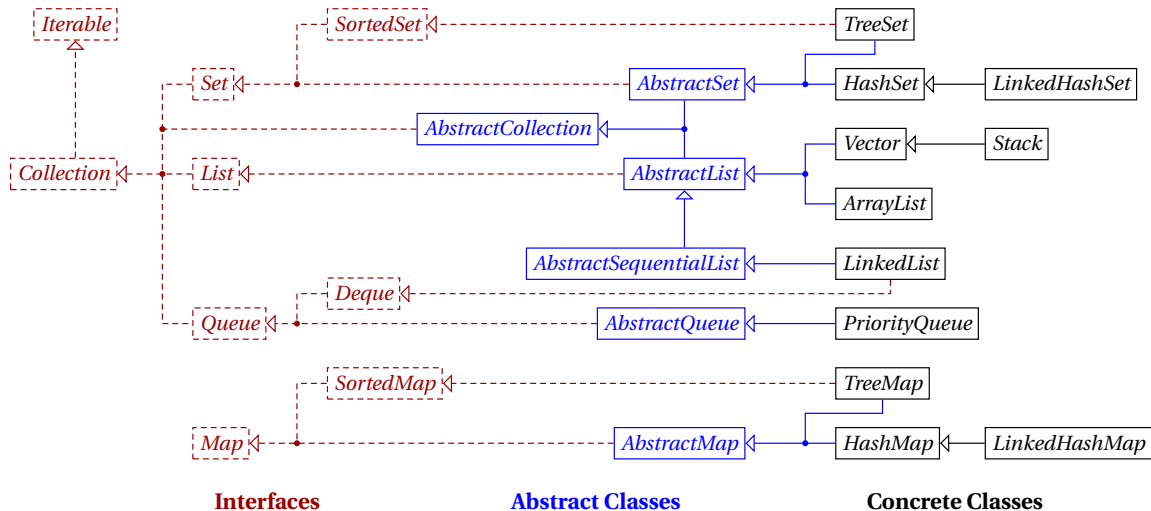 Iterable
SortedSet
TreeSet
Set
AbstractSet
HashSet
LinkedHashSet
AbstractCollection
Vector
Stack
Collection
List
AbstractList
ArrayList
AbstractSequentialList
LinkedList
Deque
Queue
AbstractQueue
PriorityQueue
SortedMap
TreeMap
Map
AbstractMap
HashMap
LinkedHashMap
Interfaces
Abstract Classes
Concrete Classes